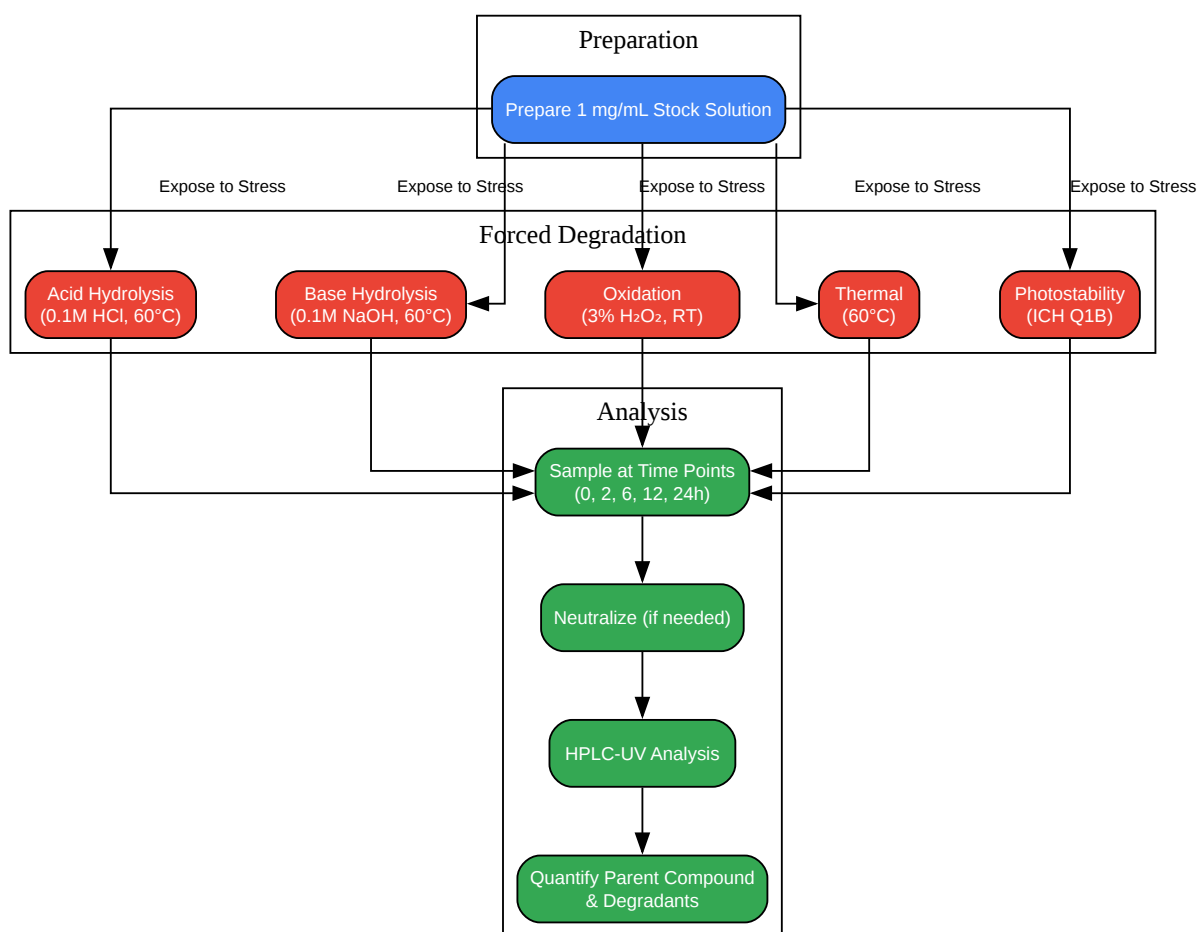 Preparation
Prepare 1 mg/mL Stock Solution
Expose to Stress
Expose to Stress
Expose to Stress
Expose to Stress
Expose to Stress
Forced Degradation
Acid Hydrolysis
(0.1M HCl, 60°C)
Base Hydrolysis
(0.1M NaOH, 60°C)
Oxidation
(3% H₂O₂, RT)
Thermal
(60°C)
Photostability
(ICH Q1B)
Analysis
Sample at Time Points
(0, 2, 6, 12, 24h)
Neutralize (if needed)
HPLC-UV Analysis
Quantify Parent Compound
& Degradants